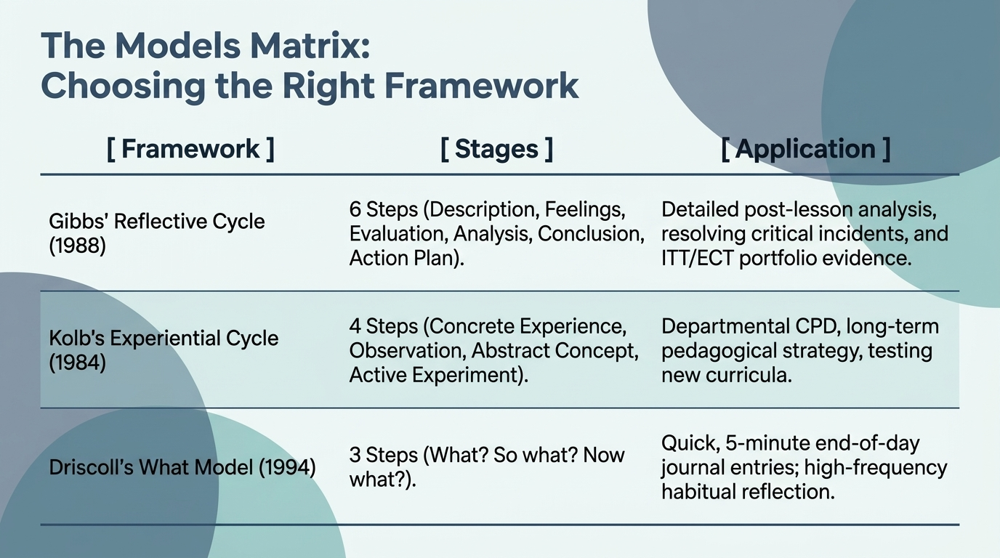 The Models Matrix:
Choosing the Right Framework
[ Framework ]
[ Stages ]
[ Application ]
Gibbs' Reflective Cycle
(1988)
6 Steps (Description, Feelings,
Evaluation, Analysis, Conclusion,
Action Plan).
Detailed post-lesson analysis,
resolving critical incidents, and
ITT/ECT portfolio evidence.
Kolb's Experiential Cycle
(1984)
4 Steps (Concrete Experience,
Observation, Abstract Concept,
Active Experiment).
Departmental CPD, long-term
pedagogical strategy, testing
new curricula.
Driscoll's What Model (1994)
3 Steps (What? So what? Now
what?).
Quick, 5-minute end-of-day
journal entries; high-frequency
habitual reflection.